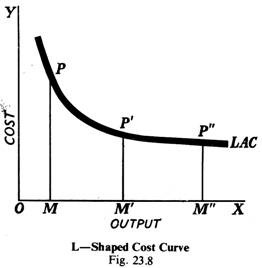 Y
P
P'
P"
LAC
COST
O
M
M'
M"
X
OUTPUT
L—Shaped Cost Curve
Fig. 23.8